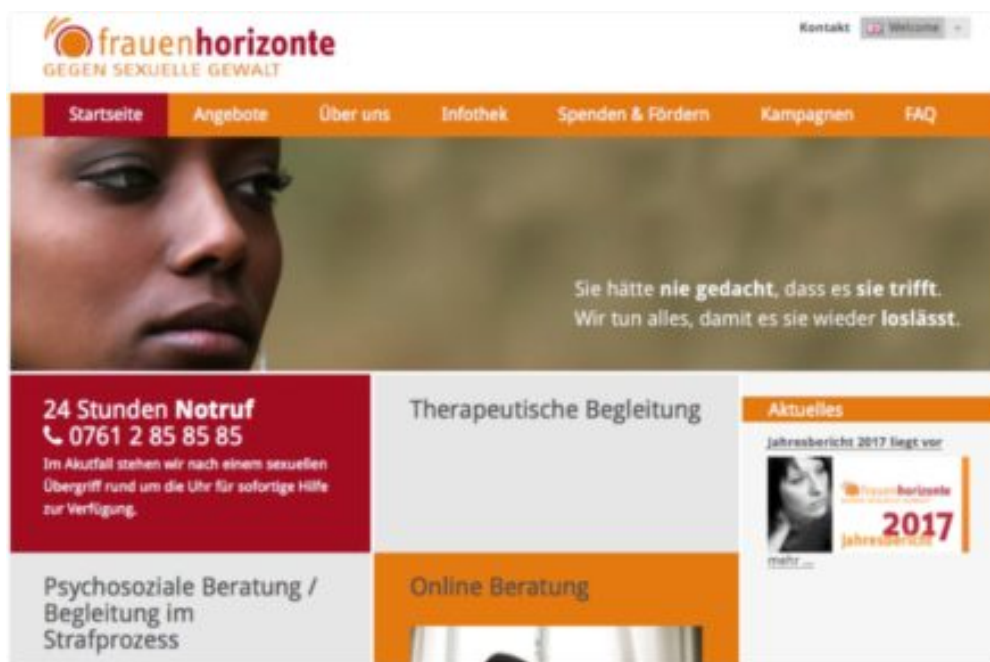 frauenhorizonte
GEGEN SEXUELLE GEWALT
Kontakt
Welcome
Startseite
Angebote
Über uns
Infothek
Spenden & Fördern
Kampagnen
FAQ
Sie hätte nie gedacht, dass es sie trifft.
Wir tun alles, damit es sie wieder loslässt.
24 Stunden Notruf
0761 2 85 85 85
Im Akutfall stehen wir nach einem sexuellen
Übergriff rund um die Uhr für sofortige Hilfe
zur Verfügung.
Therapeutische Begleitung
Aktuelles
Jahresbericht 2017 liegt vor
frauenhorizonte
2017
Jahresbericht
mehr ...
Psychosoziale Beratung /
Begleitung im
Strafprozess
Online Beratung